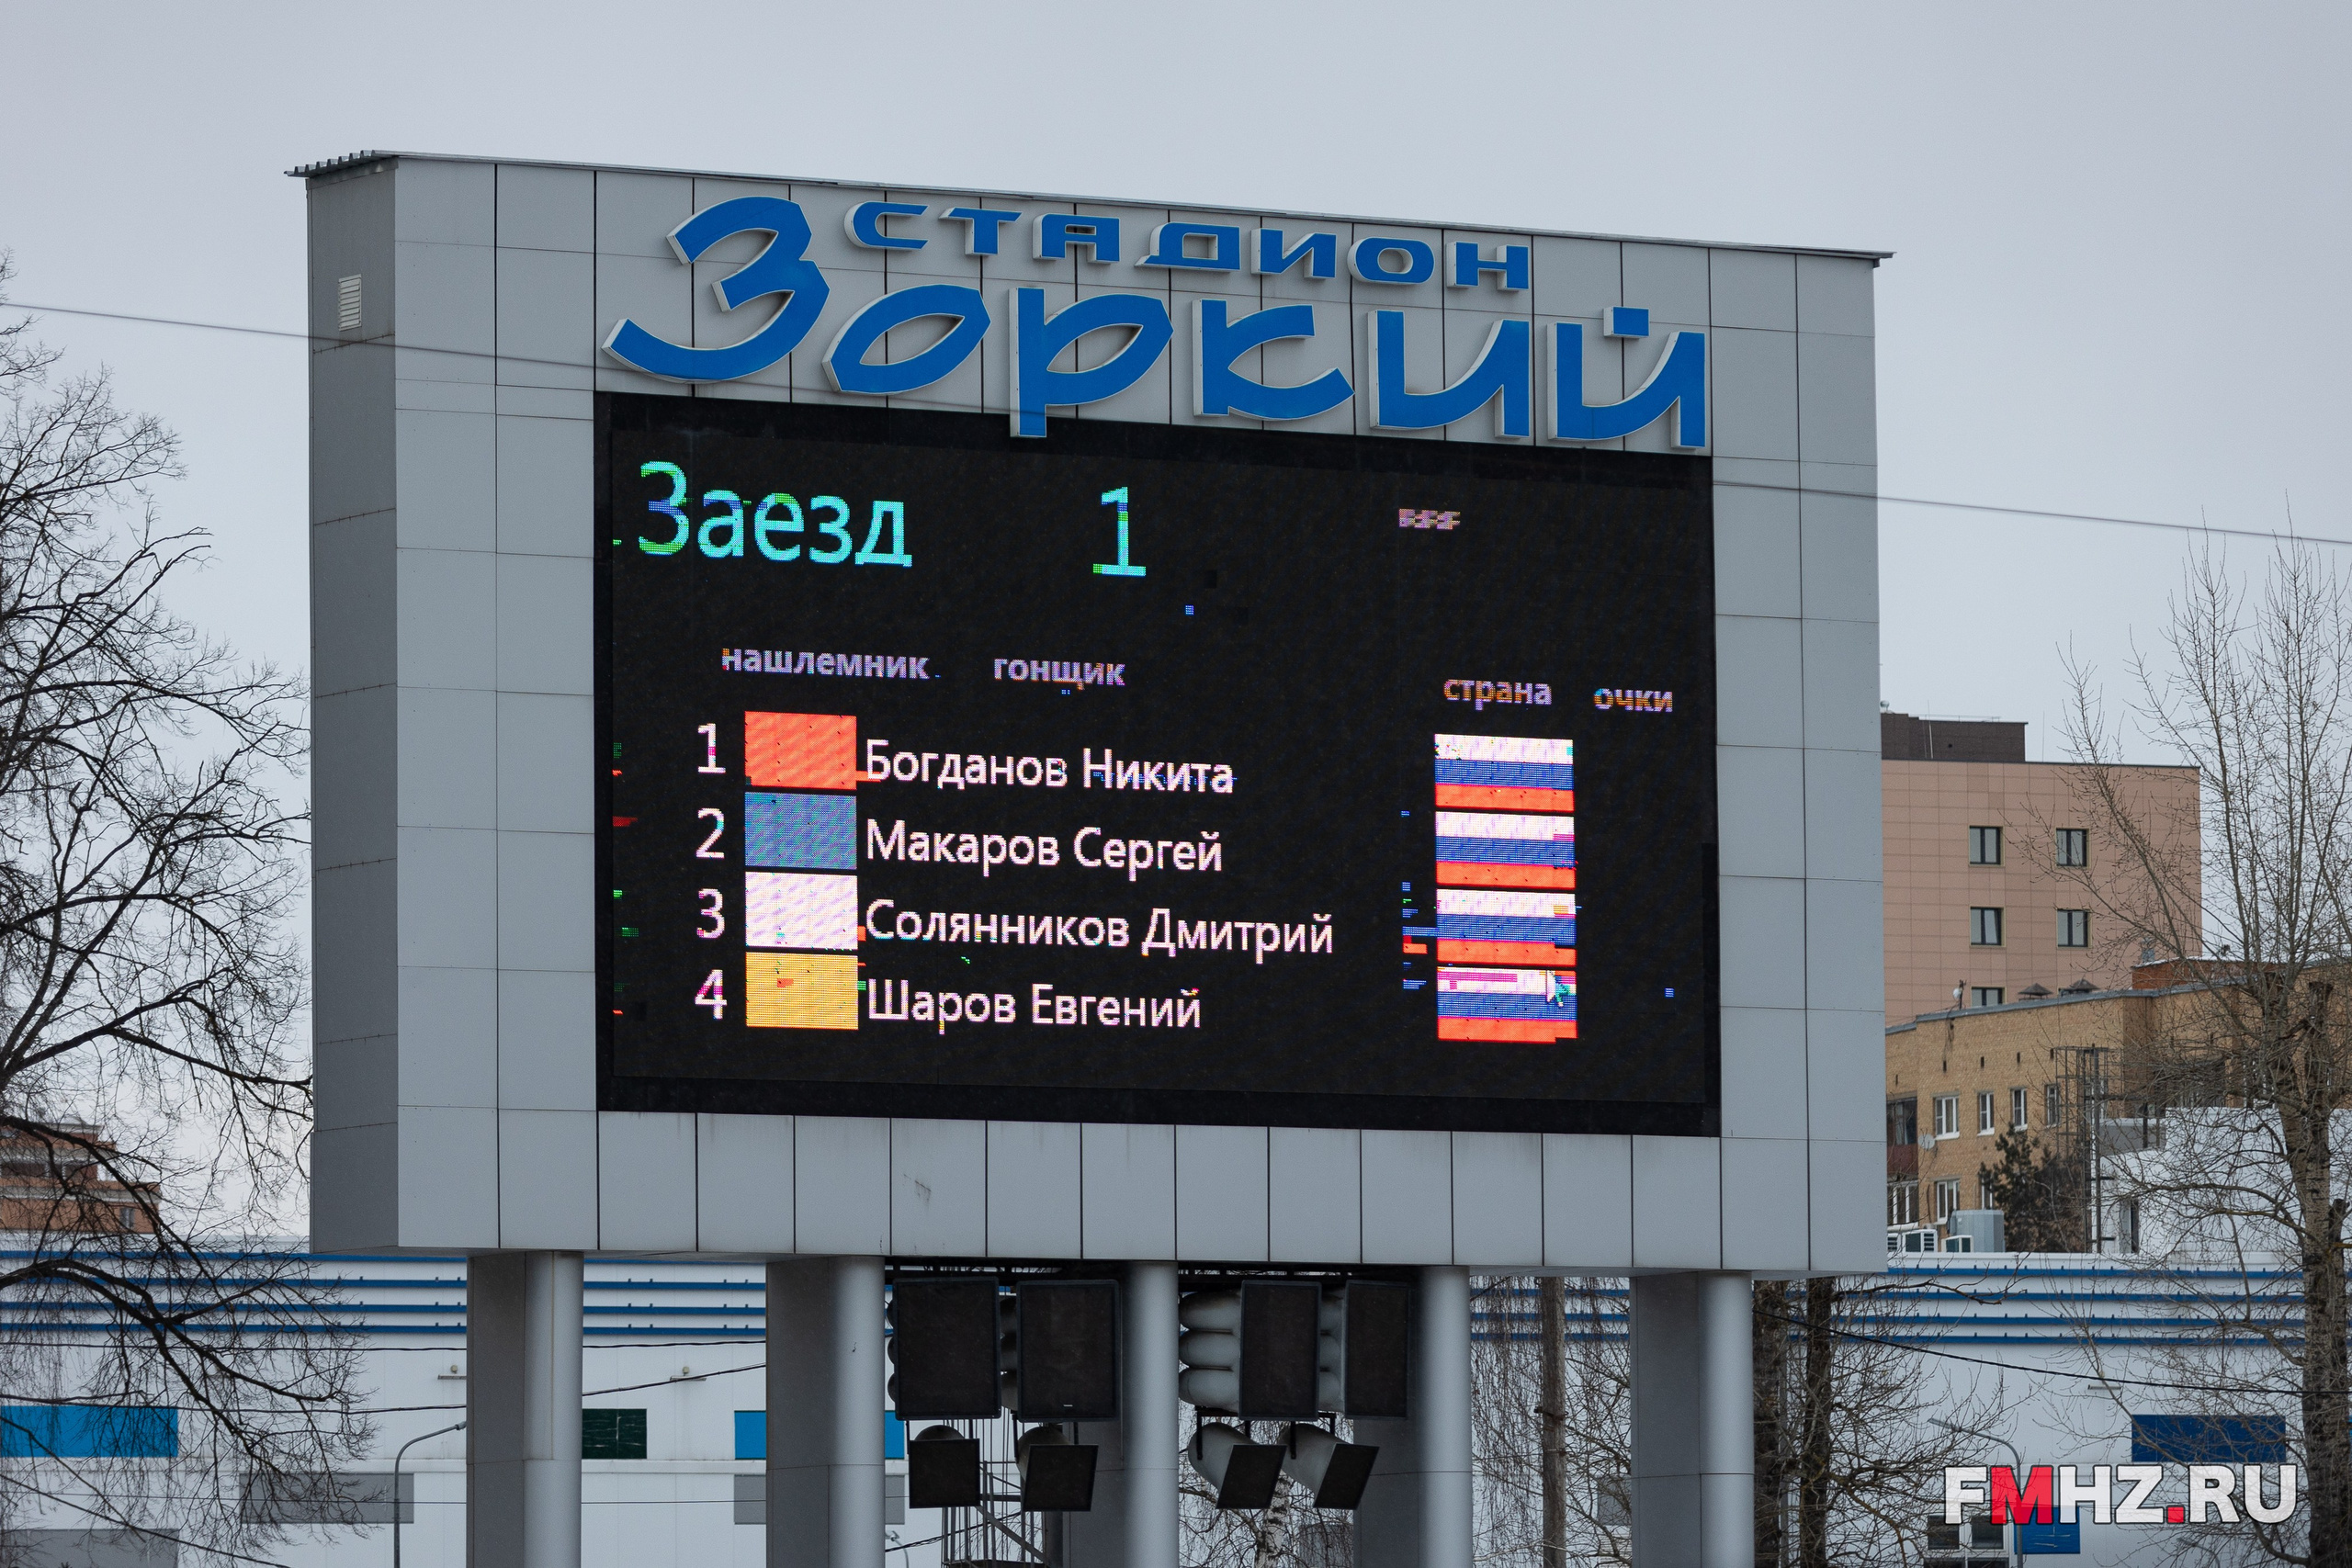 СТАДИОН
Зоркий
Заезд 1
нашлемник гонщик страна очки
1 Богданов Никита
2 Макаров Сергей
3 Солянников Дмитрий
4 Шаров Евгений
FMHZ.RU